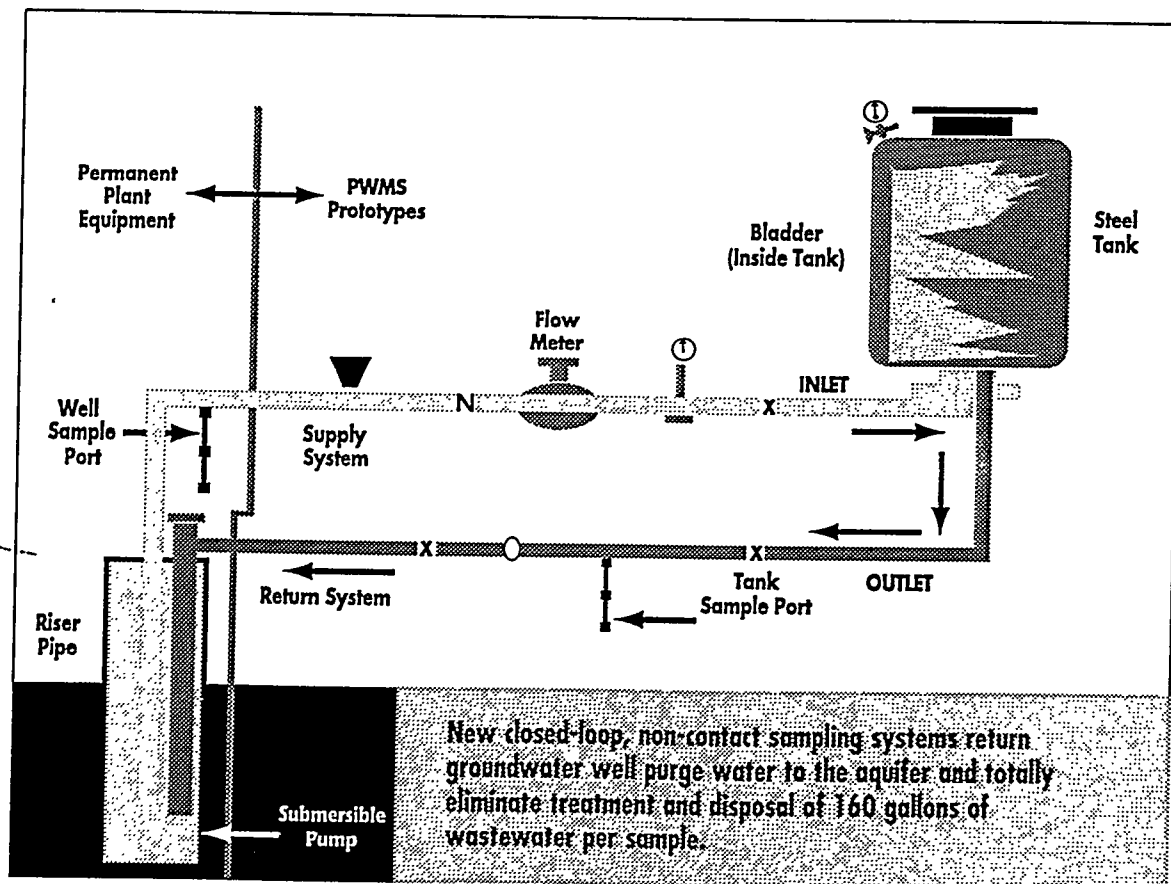 Permanent
Plant
Equipment
PWMS
Prototypes
Bladder
(Inside Tank)
Steel
Tank
Flow
Meter
INLET
Well
Sample
Port
N
X
Supply
System
X
X
Return System
Tank
Sample Port
OUTLET
Riser
Pipe
Submersible
Pump
New closed-loop, non-contact sampling systems return
groundwater well purge water to the aquifer and totally
eliminate treatment and disposal of 160 gallons of
wastewater per sample.